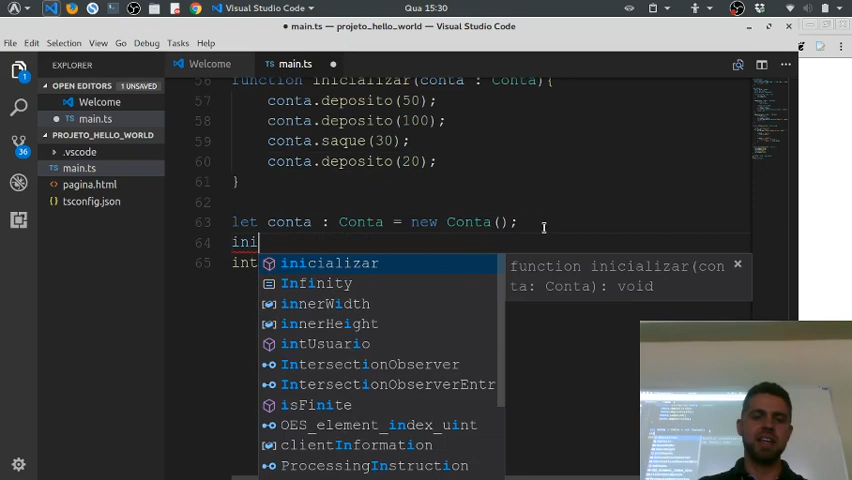 Visual Studio Code
Qua 15:30
main.ts - projeto_hello_world - Visual Studio Code
File Edit Selection View Go Debug Tasks Help
EXPLORER
OPEN EDITORS 1 UNSAVED
Welcome
main.ts
PROJETO_HELLO_WORLD
.vscode
main.ts
pagina.html
tsconfig.json
1
36
Welcome
main.ts
56 function inicializar(conta : Conta){
57 conta.deposito(50);
58 conta.deposito(100);
59 conta.saque(30);
60 conta.deposito(20);
61 }
62
63 let conta : Conta = new Conta();
64 ini
65 int
inicializar
Infinity
innerWidth
innerHeight
intUsuario
IntersectionObserver
IntersectionObserverEntr
isFinite
OES_element_index_uint
clientInformation
ProcessingInstruction
function inicializar(con
ta: Conta): void